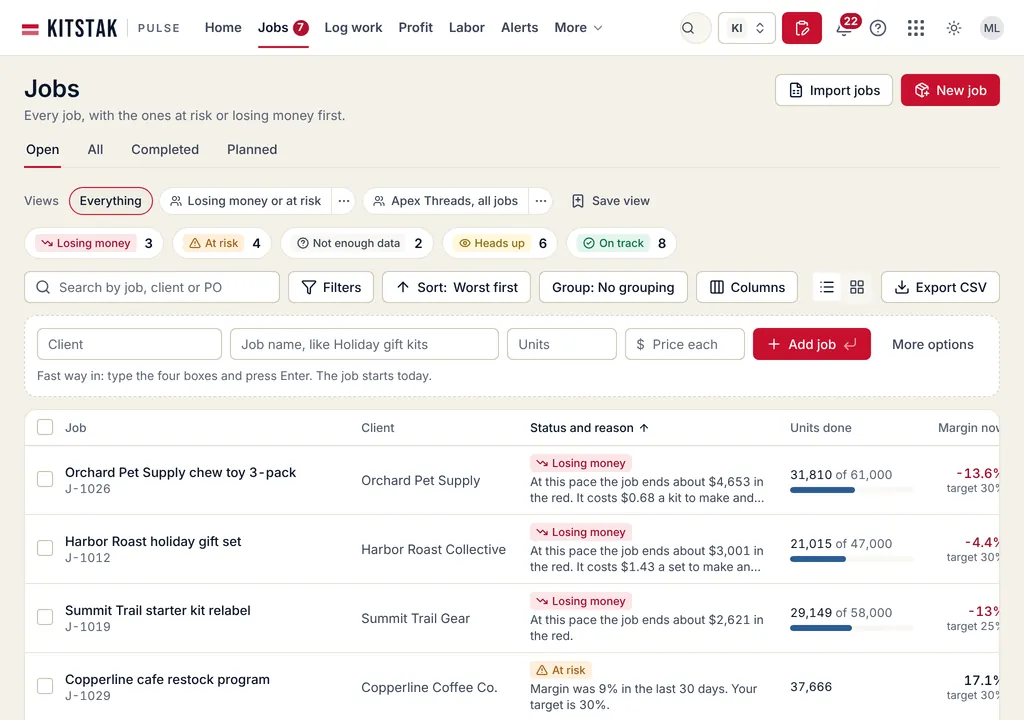 KITSTAK PULSE Home Jobs 7 Log work Profit Labor Alerts More KI 22 ML
Jobs
Every job, with the ones at risk or losing money first.
Import jobs New job
Open All Completed Planned
Views Everything Losing money or at risk ... Apex Threads, all jobs ... Save view
Losing money 3 At risk 4 Not enough data 2 Heads up 6 On track 8
Search by job, client or PO Filters Sort: Worst first Group: No grouping Columns Export CSV
Client Job name, like Holiday gift kits Units $ Price each Add job More options
Fast way in: type the four boxes and press Enter. The job starts today.
Job Client Status and reason Units done Margin now
Orchard Pet Supply chew toy 3-pack
J-1026
Orchard Pet Supply
Losing money
At this pace the job ends about $4,653 in
the red. It costs $0.68 a kit to make and...
31,810 of 61,000
-13.6%
target 30%
Harbor Roast holiday gift set
J-1012
Harbor Roast Collective
Losing money
At this pace the job ends about $3,001 in
the red. It costs $1.43 a set to make an...
21,015 of 47,000
-4.4%
target 30%
Summit Trail starter kit relabel
J-1019
Summit Trail Gear
Losing money
At this pace the job ends about $2,621 in
the red.
29,149 of 58,000
-13%
target 25%
Copperline cafe restock program
J-1029
Copperline Coffee Co.
At risk
Margin was 9% in the last 30 days. Your
target is 30%.
37,666
17.1%
target 30%